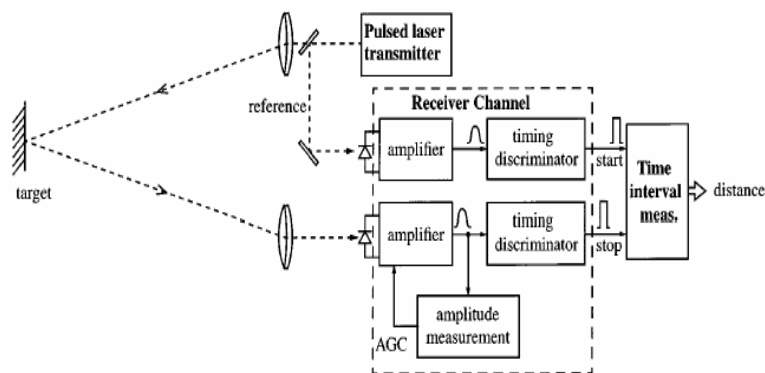 Pulsed laser
transmitter
reference
Receiver Channel
amplifier
timing
discriminator
start
Time
interval
meas.
distance
target
amplifier
timing
discriminator
stop
AGC
amplitude
measurement